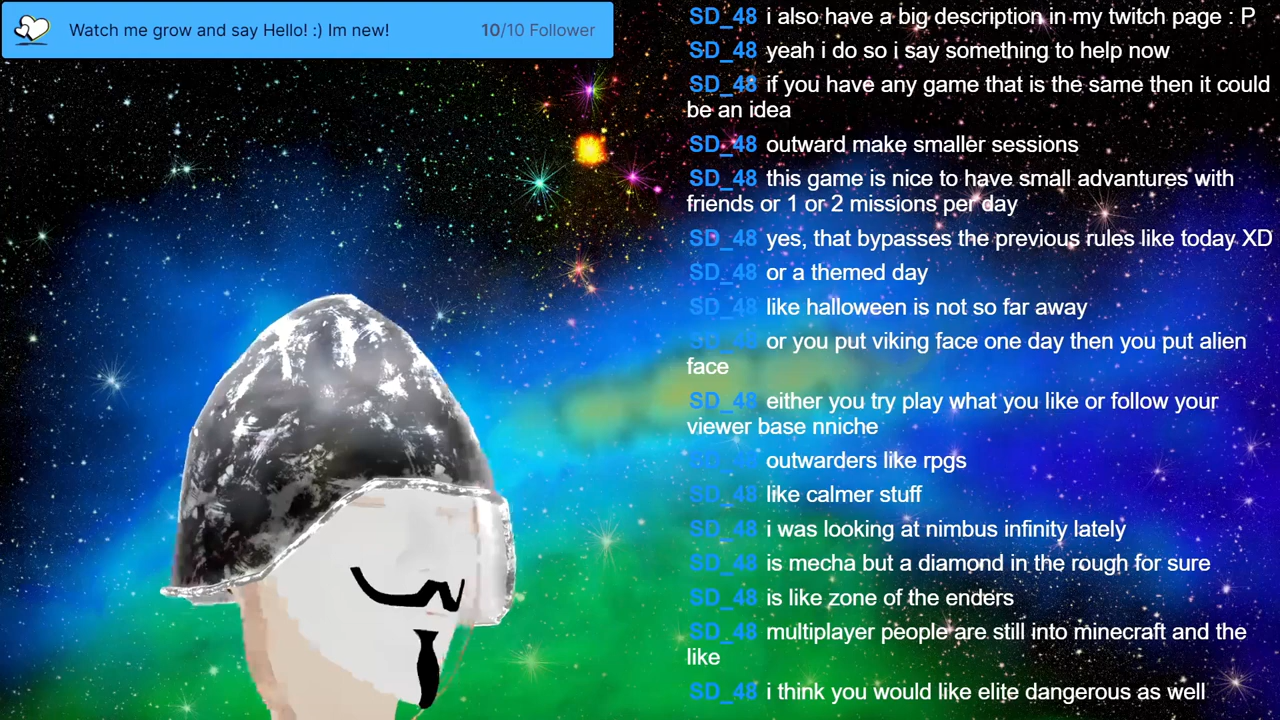 Watch me grow and say Hello! :) Im new! 10/10 Follower
SD_48 i also have a big description in my twitch page : P
SD_48 yeah i do so i say something to help now
SD_48 if you have any game that is the same then it could
be an idea
SD_48 outward make smaller sessions
SD_48 this game is nice to have small advantures with
friends or 1 or 2 missions per day
SD_48 yes, that bypasses the previous rules like today XD
SD_48 or a themed day
SD_48 like halloween is not so far away
SD_48 or you put viking face one day then you put alien
face
SD_48 either you try play what you like or follow your
viewer base nniche
SD_48 outwarders like rpgs
SD_48 like calmer stuff
SD_48 i was looking at nimbus infinity lately
SD_48 is mecha but a diamond in the rough for sure
SD_48 is like zone of the enders
SD_48 multiplayer people are still into minecraft and the
like
SD_48 i think you would like elite dangerous as well